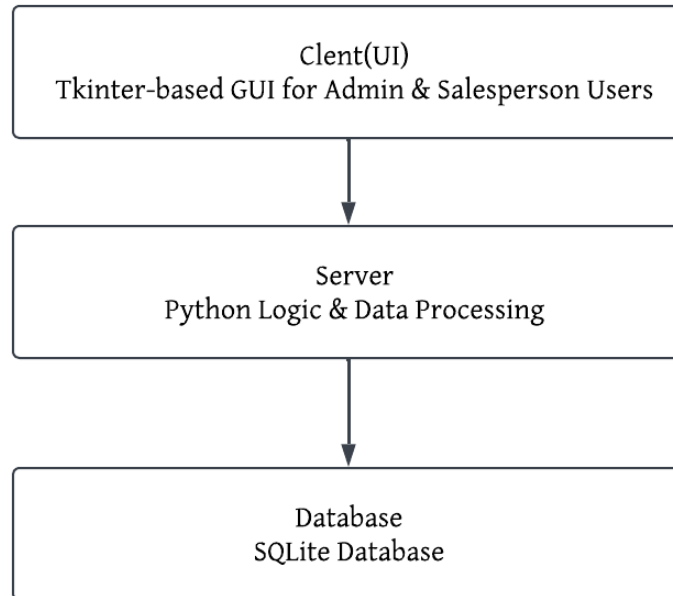 Clent(UI)
Tkinter-based GUI for Admin & Salesperson Users
Server
Python Logic & Data Processing
Database
SQLite Database